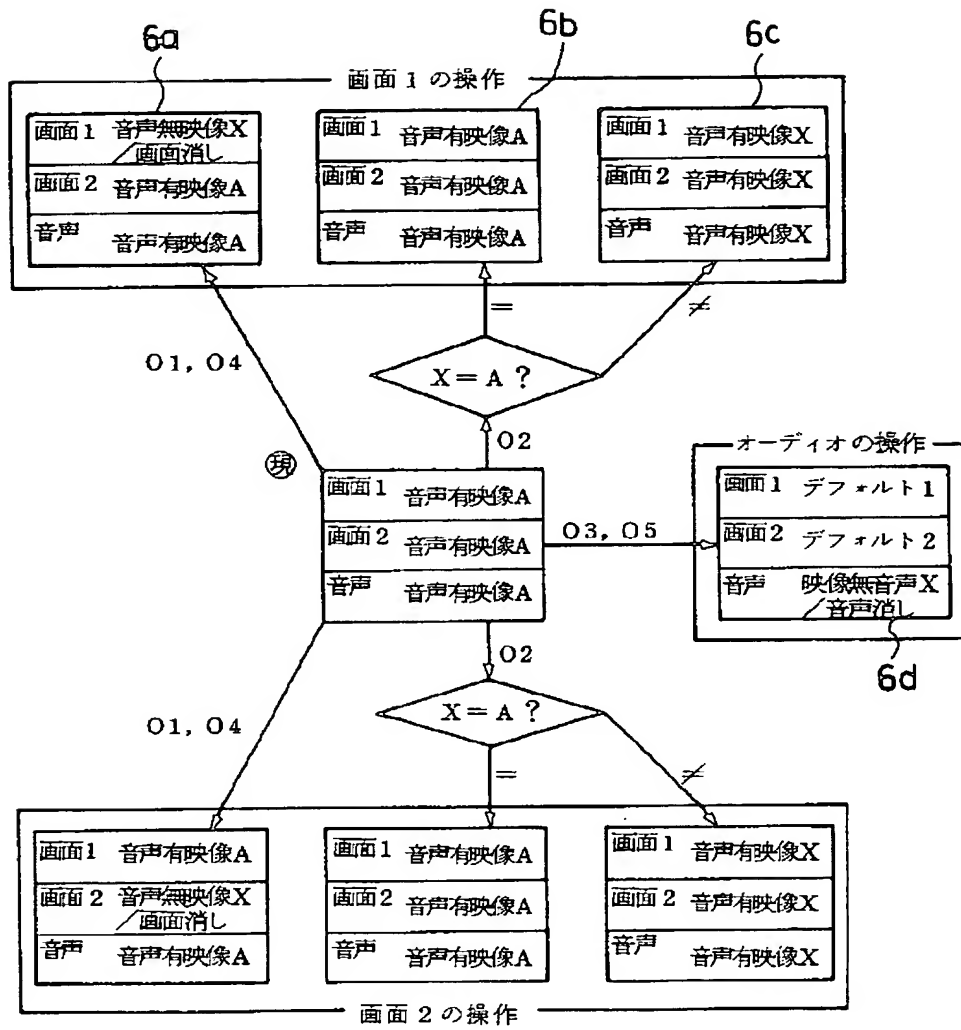 6a
6b
6c
画面1の操作
画面1 音声無映像X
/画面消し
画面2 音声有映像A
音声 音声有映像A
画面1 音声有映像A
画面2 音声有映像A
音声 音声有映像A
画面1 音声有映像X
画面2 音声有映像X
音声 音声有映像X
=
≠
O1, O4
X=A?
O2
現
画面1 音声有映像A
画面2 音声有映像A
音声 音声有映像A
O3, O5
オーディオの操作
画面1 デフォルト1
画面2 デフォルト2
音声 映像無音声X
/音声消し
6d
O2
O1, O4
X=A?
=
≠
画面1 音声有映像A
画面2 音声無映像X
/画面消し
音声 音声有映像A
画面1 音声有映像A
画面2 音声有映像A
音声 音声有映像A
画面1 音声有映像X
画面2 音声有映像X
音声 音声有映像X
画面2の操作